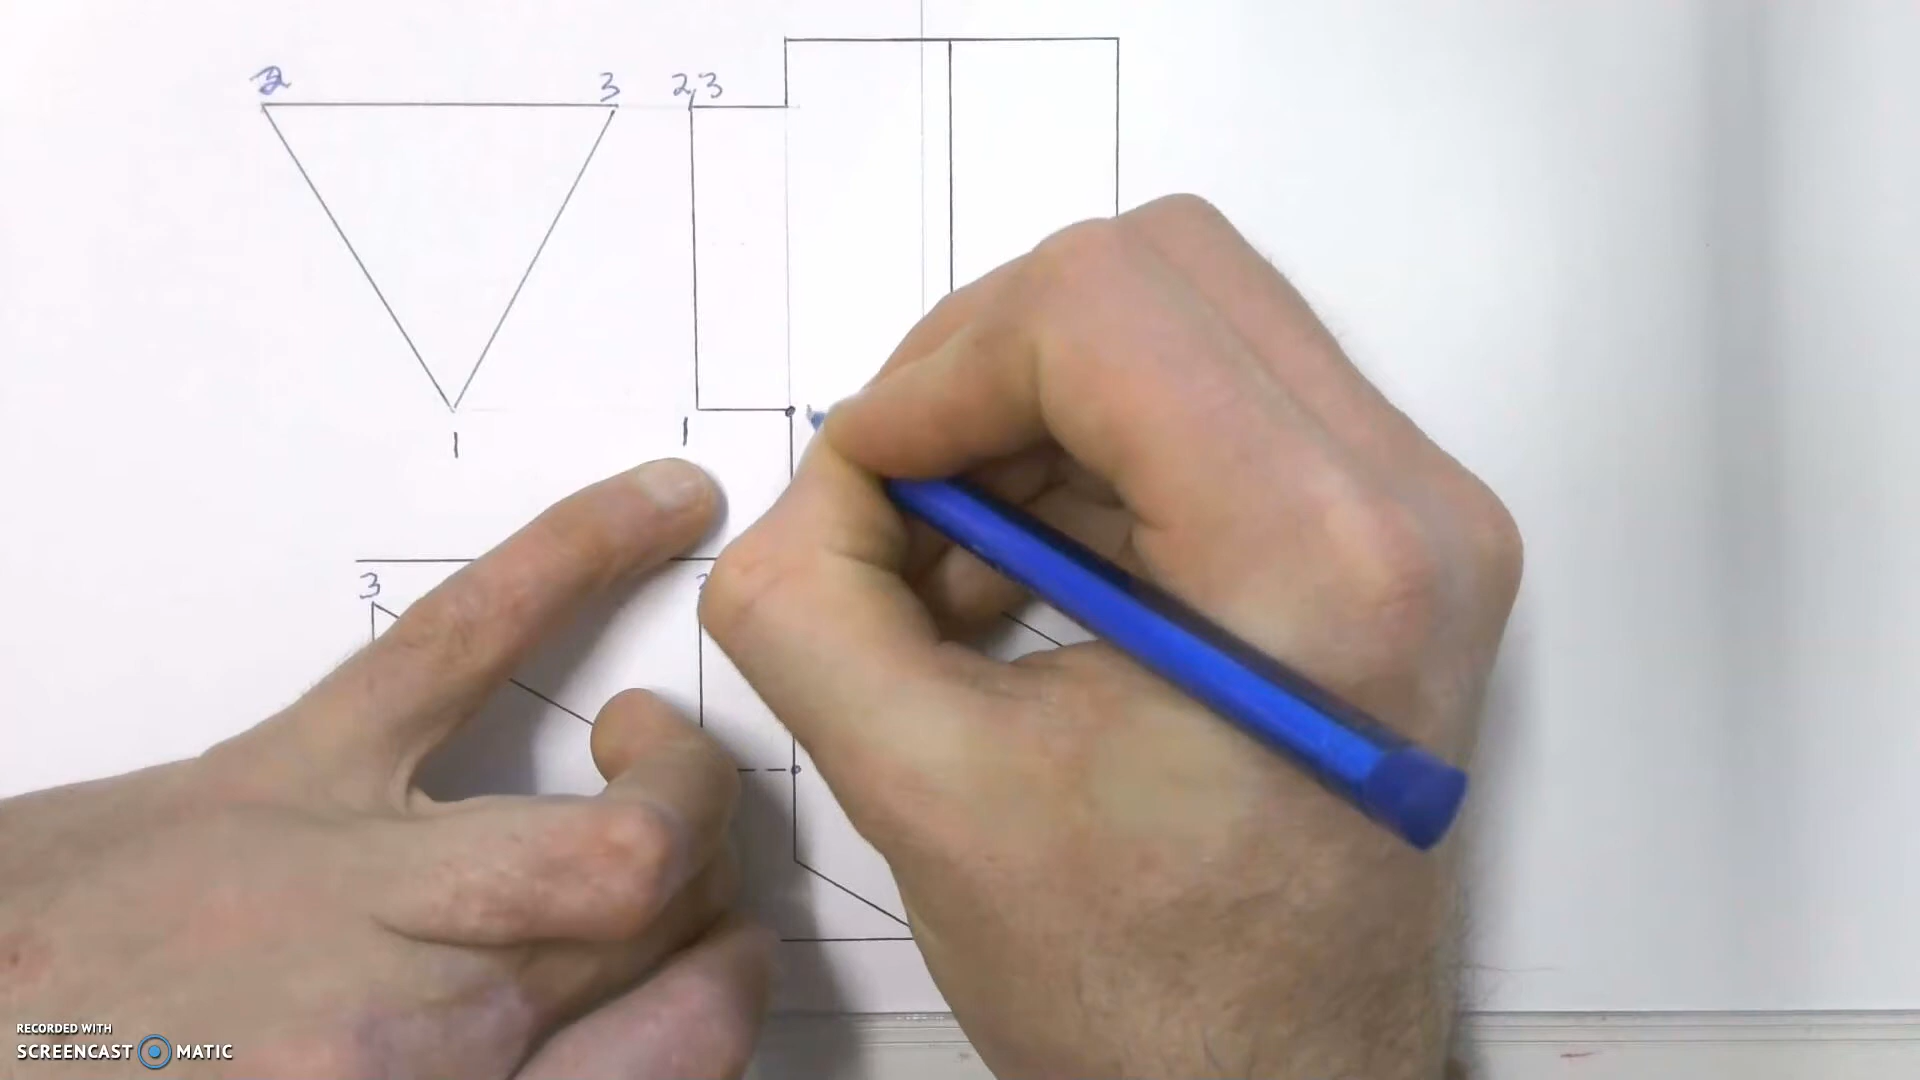 2 3 2,3
1 1
3
RECORDED WITH
SCREENCAST MATIC